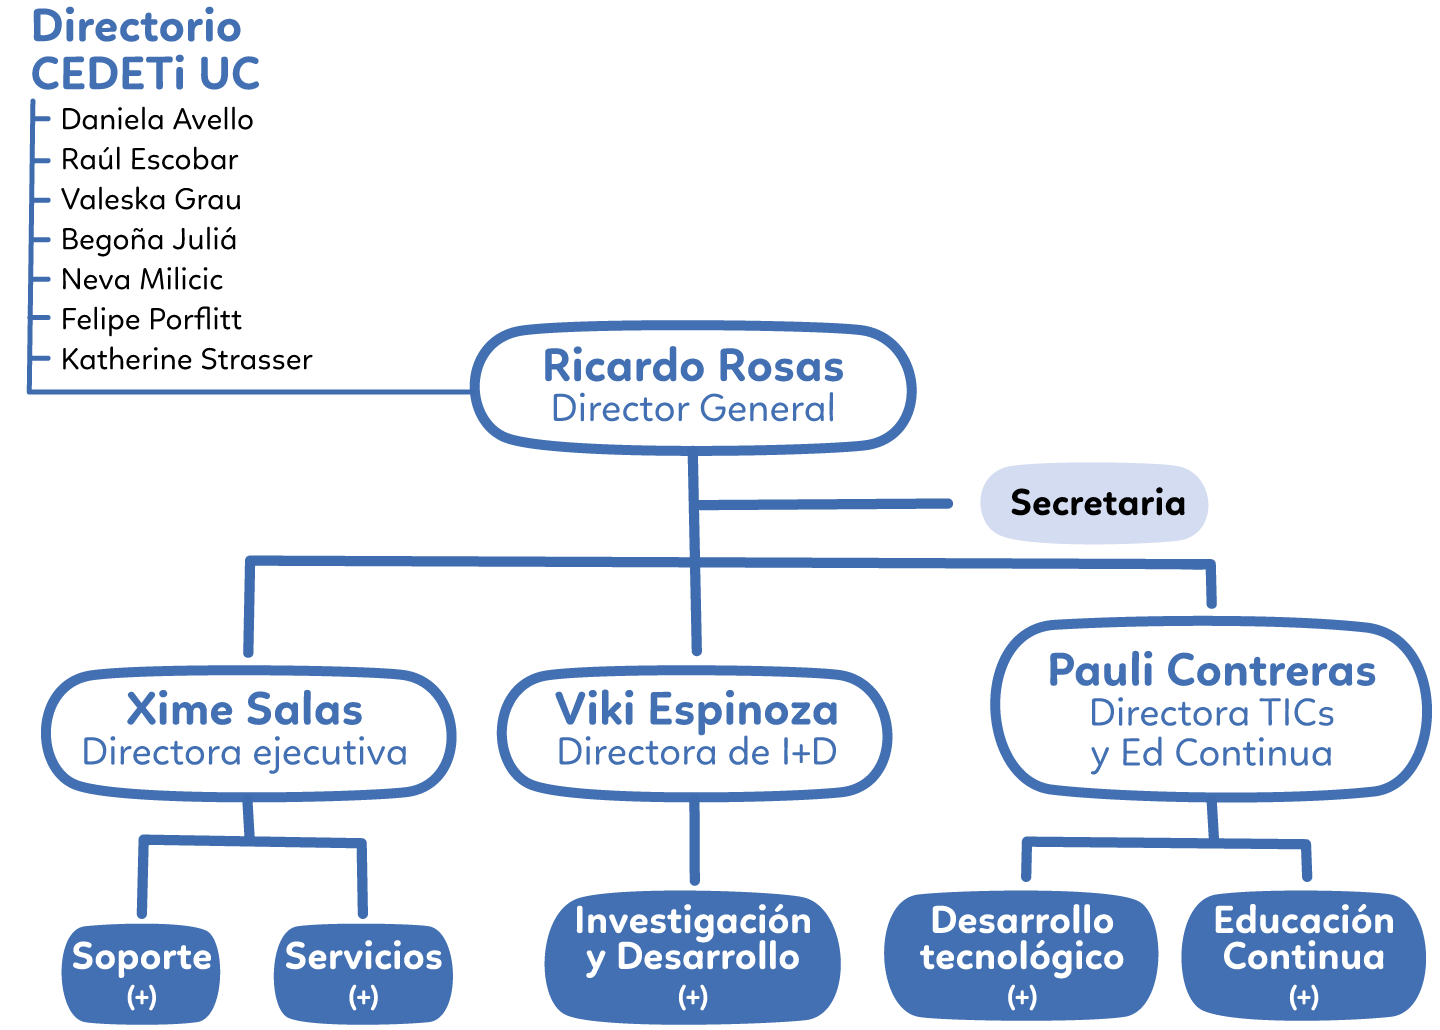 Directorio
CEDETi UC
Daniela Avello
Raúl Escobar
Valeska Grau
Begoña Juliá
Neva Milicic
Felipe Porflitt
Katherine Strasser
Ricardo Rosas
Director General
Secretaria
Xime Salas
Directora ejecutiva
Viki Espinoza
Directora de I+D
Pauli Contreras
Directora TICs
y Ed Continua
Soporte
(+)
Servicios
(+)
Investigación
y Desarrollo
(+)
Desarrollo
tecnológico
(+)
Educación
Continua
(+)